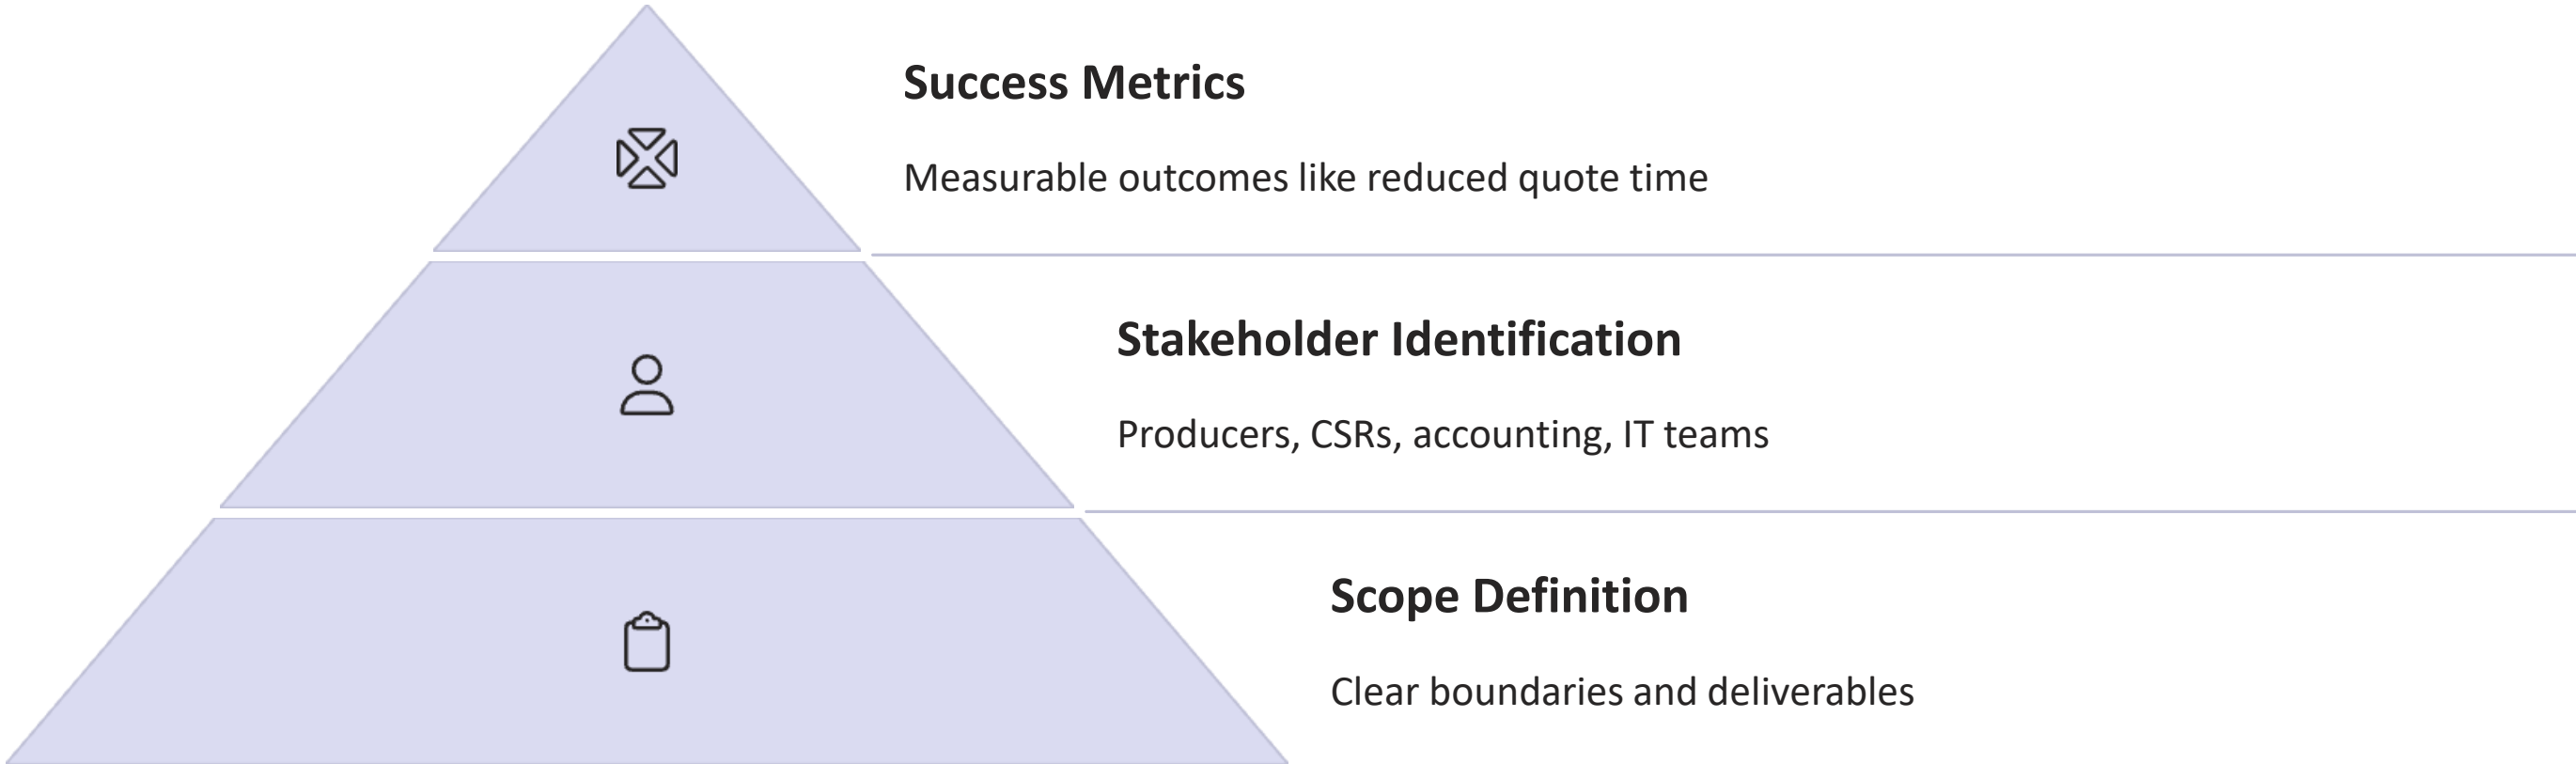 Success Metrics
Measurable outcomes like reduced quote time
Stakeholder Identification
Producers, CSRs, accounting, IT teams
Scope Definition
Clear boundaries and deliverables